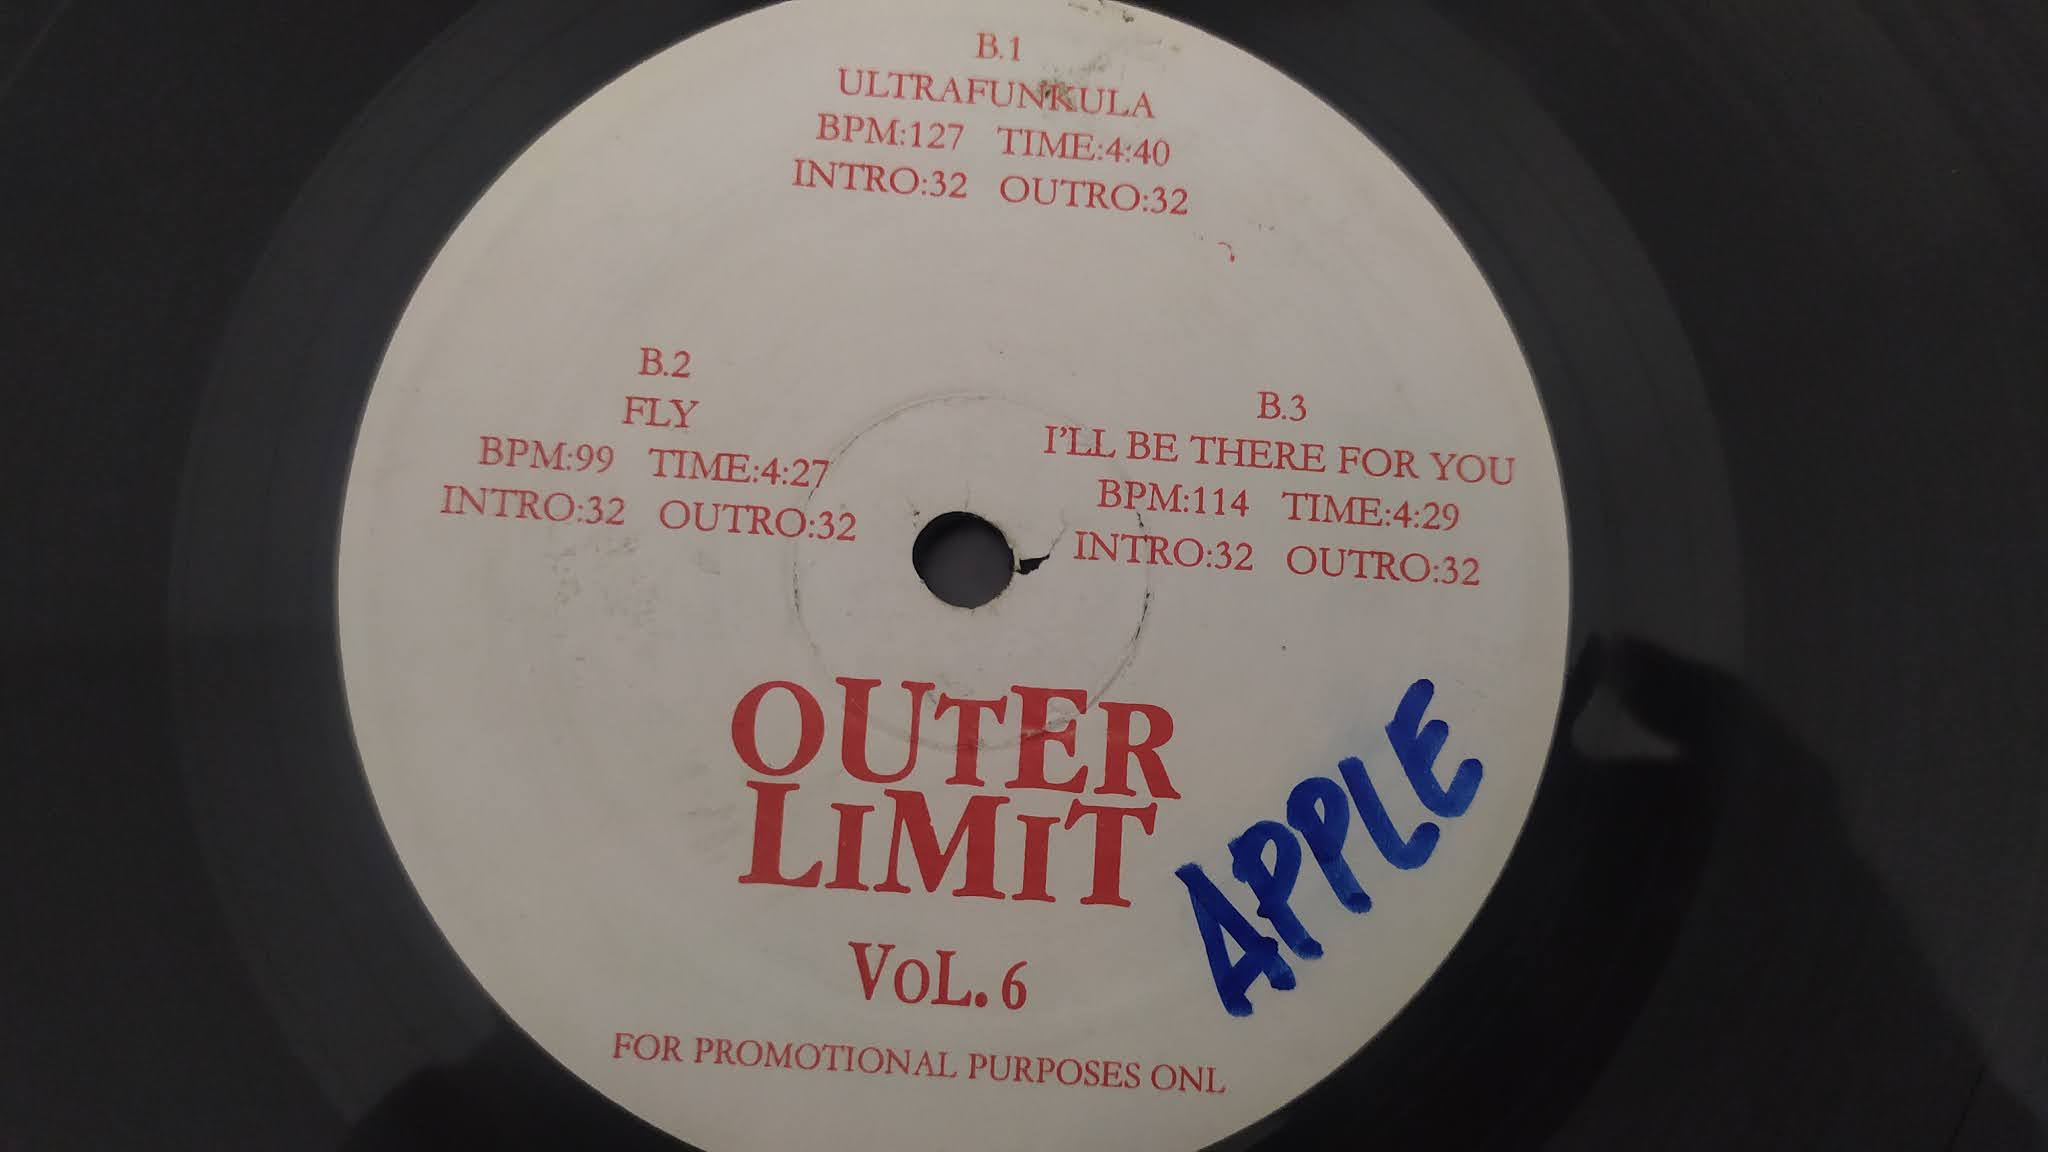 B.1
ULTRAFUNKULA
BPM:127 TIME:4:40
INTRO:32 OUTRO:32
B.2
FLY
BPM:99 TIME:4:27
INTRO:32 OUTRO:32
B.3
I'LL BE THERE FOR YOU
BPM:114 TIME:4:29
INTRO:32 OUTRO:32
OUTER
LIMIT
VOL. 6
APPLE
FOR PROMOTIONAL PURPOSES ONL